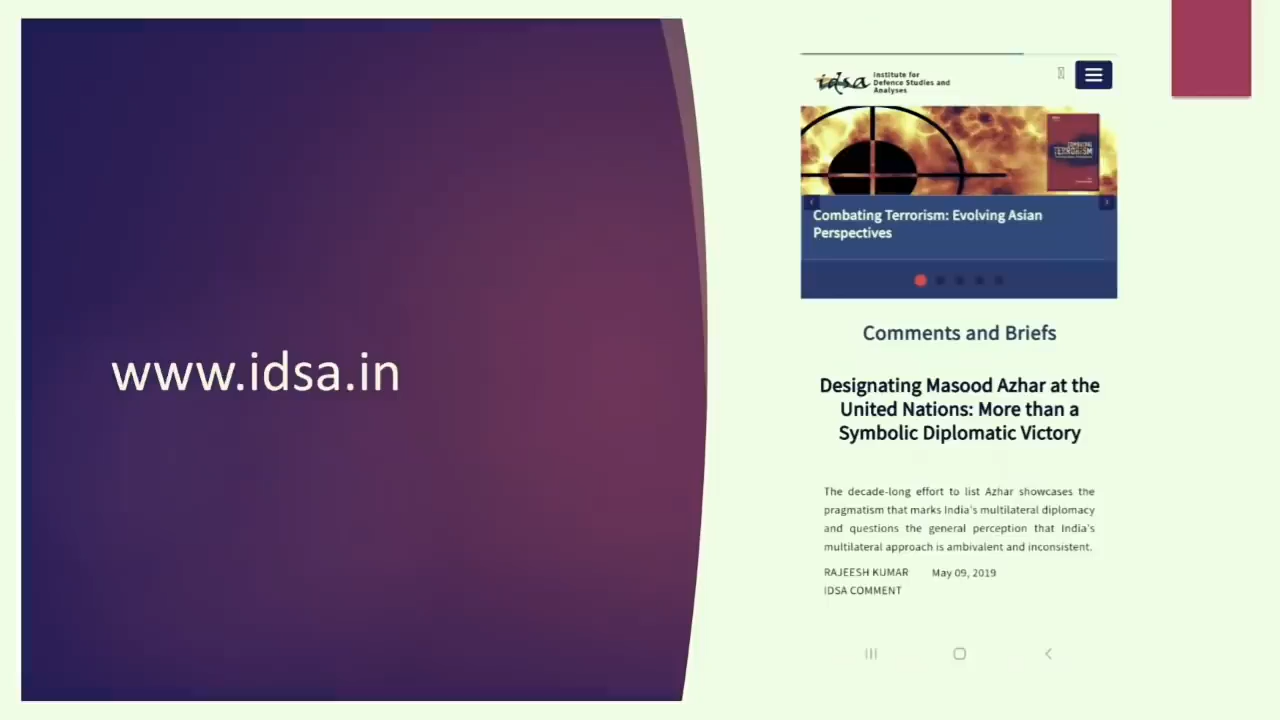 www.idsa.in
idsa
Institute for
Defence Studies and
Analyses
COMBATING
TERRORISM
Combating Terrorism: Evolving Asian
Perspectives
Comments and Briefs
Designating Masood Azhar at the
United Nations: More than a
Symbolic Diplomatic Victory
The decade-long effort to list Azhar showcases the
pragmatism that marks India's multilateral diplomacy
and questions the general perception that India's
multilateral approach is ambivalent and inconsistent.
RAJEESH KUMAR May 09, 2019
IDSA COMMENT